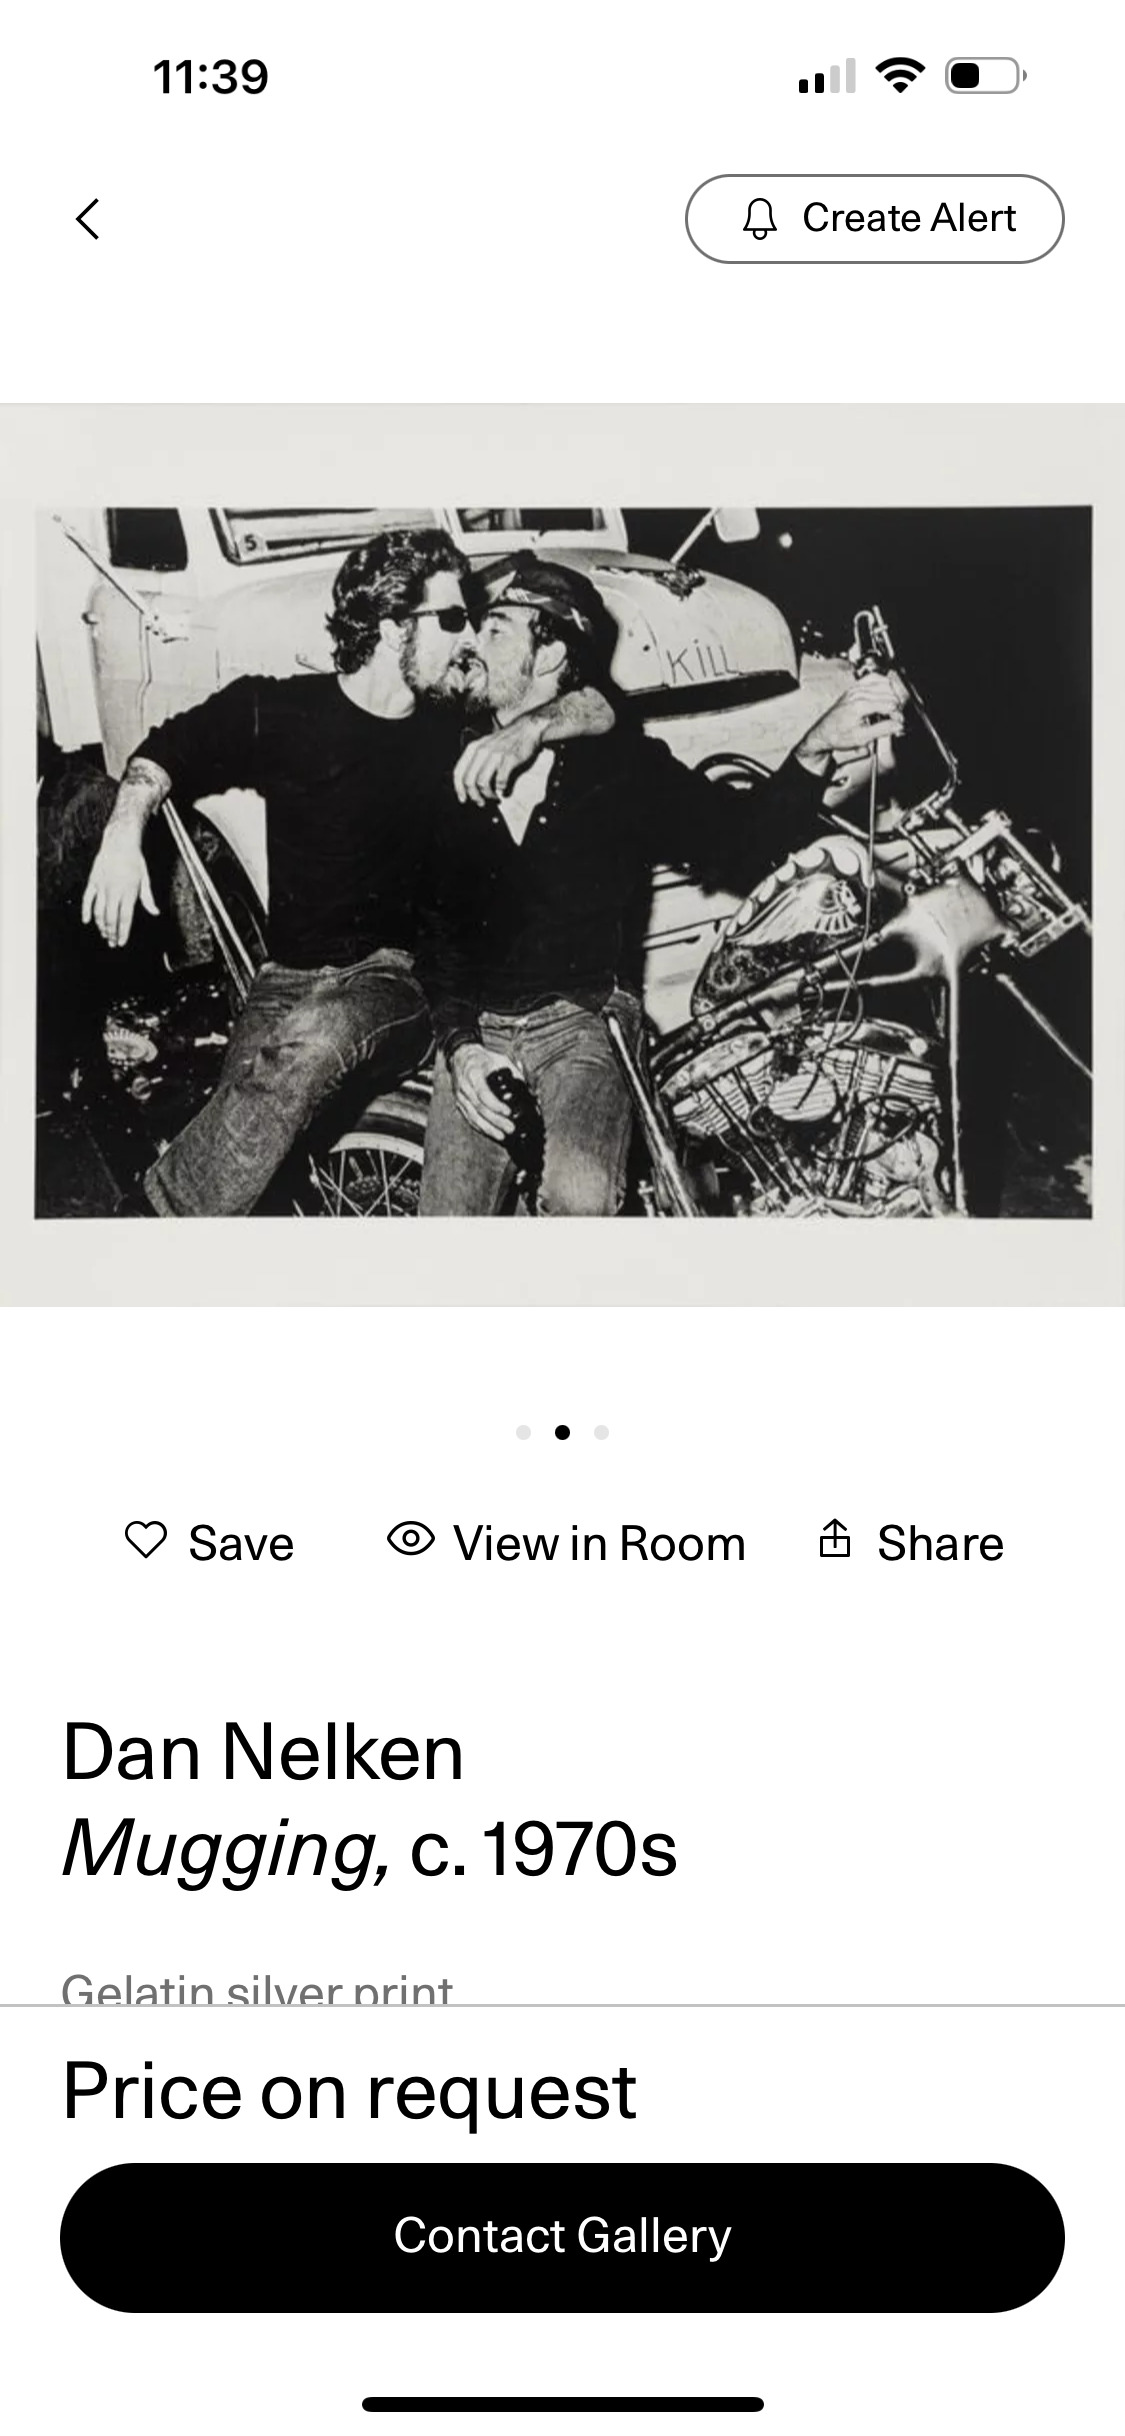 11:39
Create Alert
5
KILL
Save
View in Room
Share
Dan Nelken
Mugging, c. 1970s
Gelatin silver print
Price on request
Contact Gallery